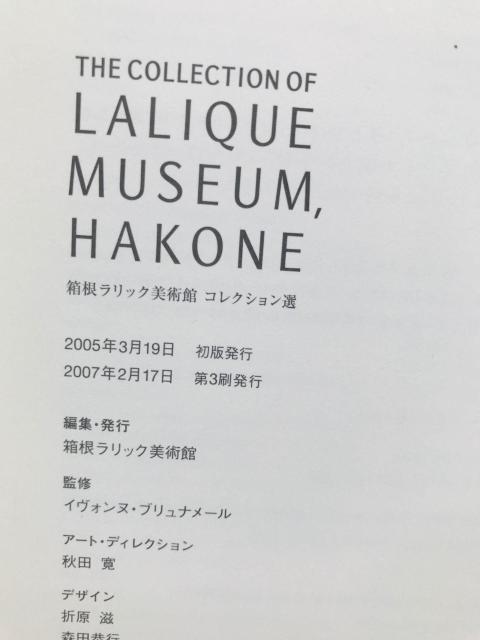 THE COLLECTION OF
LALIQUE
MUSEUM,
HAKONE
箱根ラリック美術館 コレクション選
2005年3月19日 初版発行
2007年2月17日 第3刷発行
編集・発行
箱根ラリック美術館
監修
イヴォンヌ・ブリュナメール
アート・ディレクション
秋田 寛
デザイン
折原 滋
森田恭行